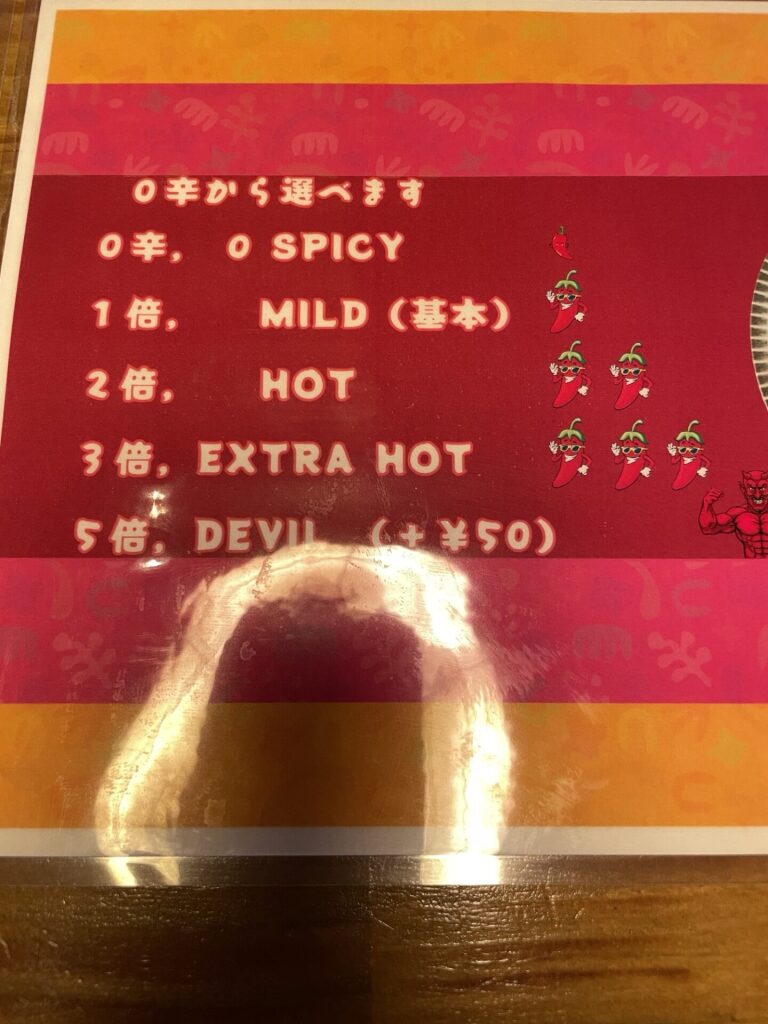 0辛から選べます
0辛, 0 SPICY
1倍, MILD (基本)
2倍, HOT
3倍, EXTRA HOT
5倍, DEVIL (+¥50)